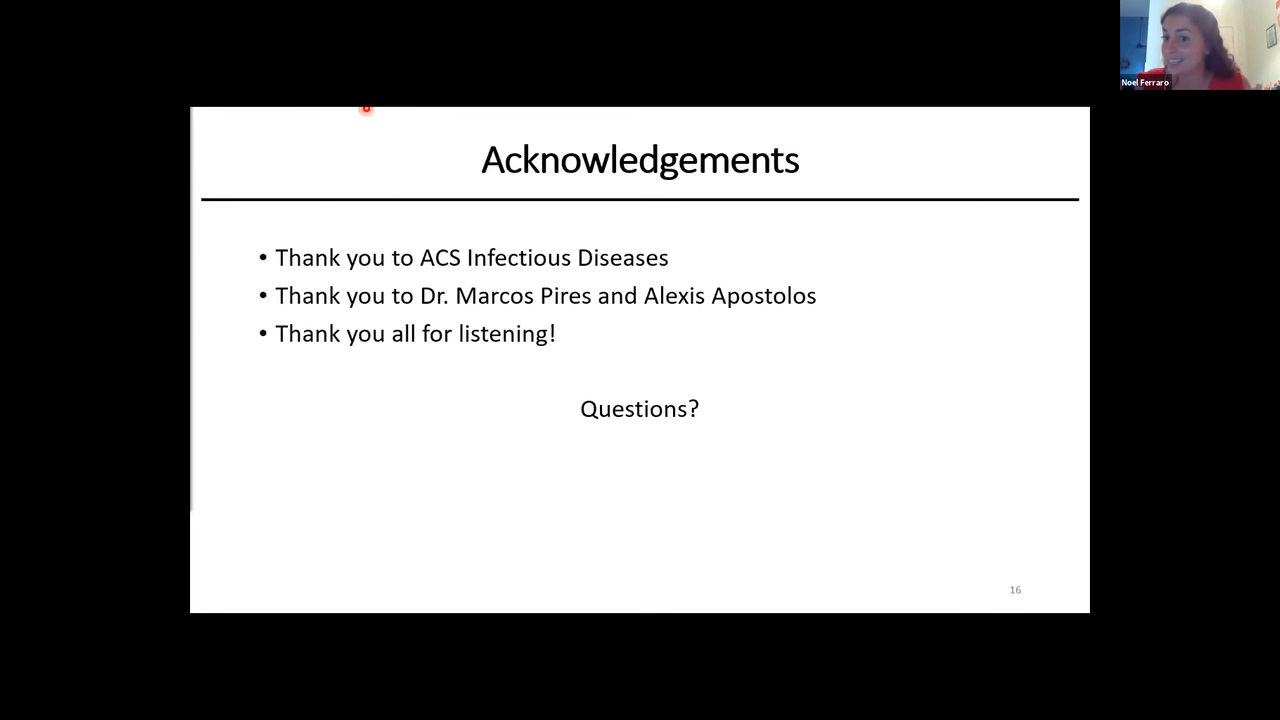 Noel Ferraro
Acknowledgements
• Thank you to ACS Infectious Diseases
• Thank you to Dr. Marcos Pires and Alexis Apostolos
• Thank you all for listening!
Questions?
16